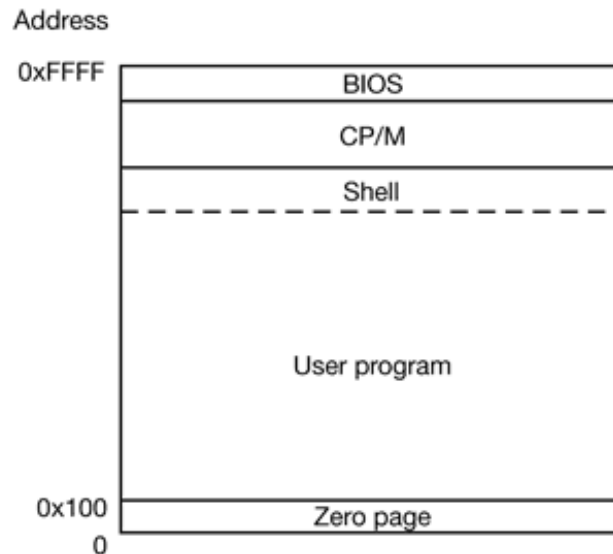 Address
0xFFFF
BIOS
CP/M
Shell
User program
0x100
Zero page
0